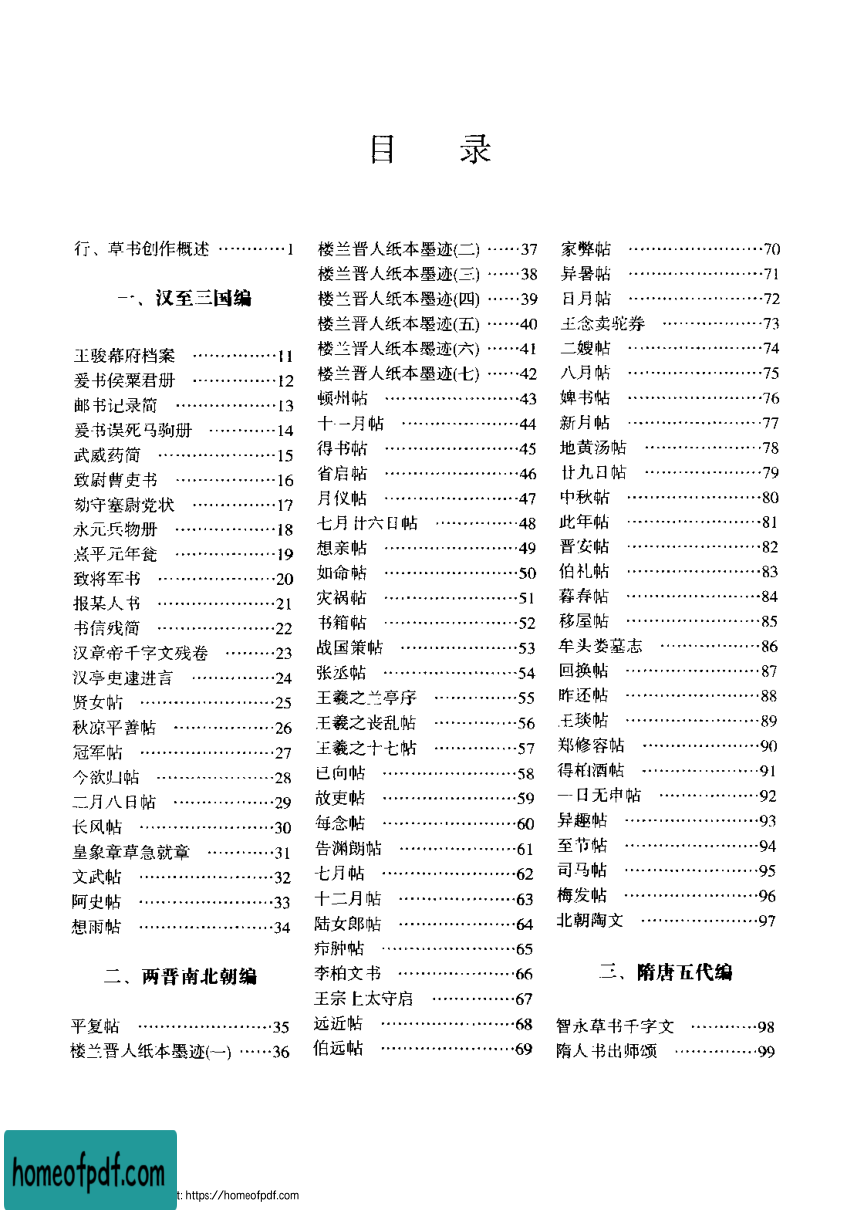 目 录
行、草书创作概述 …………1
一、汉至三国编
王骏幕府档案 ……………11
爰书侯粟君册 ……………12
邮书记录简 ………………13
爰书误死马驹册 …………14
武威药简 …………………15
致尉曹吏书 ………………16
劾守塞尉党状 ……………17
永元兵物册 ………………18
熹平元年瓮 ………………19
致将军书 …………………20
报某人书 …………………21
书信残简 …………………22
汉章帝千字文残卷 ………23
汉亭吏逮进言 ……………24
贤女帖 ……………………25
秋凉平善帖 ………………26
冠军帖 ……………………27
今欲归帖 …………………28
二月八日帖 ………………29
长风帖 ……………………30
皇象章草急就章 …………31
文武帖 ……………………32
阿史帖 ……………………33
想雨帖 ……………………34
二、两晋南北朝编
平复帖 ……………………35
楼兰晋人纸本墨迹(一) ……36
楼兰晋人纸本墨迹(二) ……37
楼兰晋人纸本墨迹(三) ……38
楼兰晋人纸本墨迹(四) ……39
楼兰晋人纸本墨迹(五) ……40
楼兰晋人纸本墨迹(六) ……41
楼兰晋人纸本墨迹(七) ……42
顿州帖 ……………………43
十一月帖 …………………44
得书帖 ……………………45
省启帖 ……………………46
月仪帖 ……………………47
七月廿六日帖 ……………48
想亲帖 ……………………49
如命帖 ……………………50
灾祸帖 ……………………51
书箱帖 ……………………52
战国策帖 …………………53
张丞帖 ……………………54
王羲之兰亭序 ……………55
王羲之丧乱帖 ……………56
王羲之十七帖 ……………57
已向帖 ……………………58
故吏帖 ……………………59
每念帖 ……………………60
告渊朗帖 …………………61
七月帖 ……………………62
十二月帖 …………………63
陆女郎帖 …………………64
疖肿帖 ……………………65
李柏文书 …………………66
王宗上太守启 ……………67
远近帖 ……………………68
伯远帖 ……………………69
家弊帖 ……………………70
异暑帖 ……………………71
日月帖 ……………………72
王念卖驼券 ………………73
二嫂帖 ……………………74
八月帖 ……………………75
婢书帖 ……………………76
新月帖 ……………………77
地黄汤帖 …………………78
廿九日帖 …………………79
中秋帖 ……………………80
此年帖 ……………………81
晋安帖 ……………………82
伯礼帖 ……………………83
暮春帖 ……………………84
移屋帖 ……………………85
牟头娄墓志 ………………86
回换帖 ……………………87
昨还帖 ……………………88
王琰帖 ……………………89
郑修容帖 …………………90
得柏酒帖 …………………91
一日无申帖 ………………92
异趣帖 ……………………93
至节帖 ……………………94
司马帖 ……………………95
梅发帖 ……………………96
北朝陶文 …………………97
三、隋唐五代编
智永草书千字文 …………98
隋人书出师颂 ……………99
homeofpdf.com
t: https://homeofpdf.com